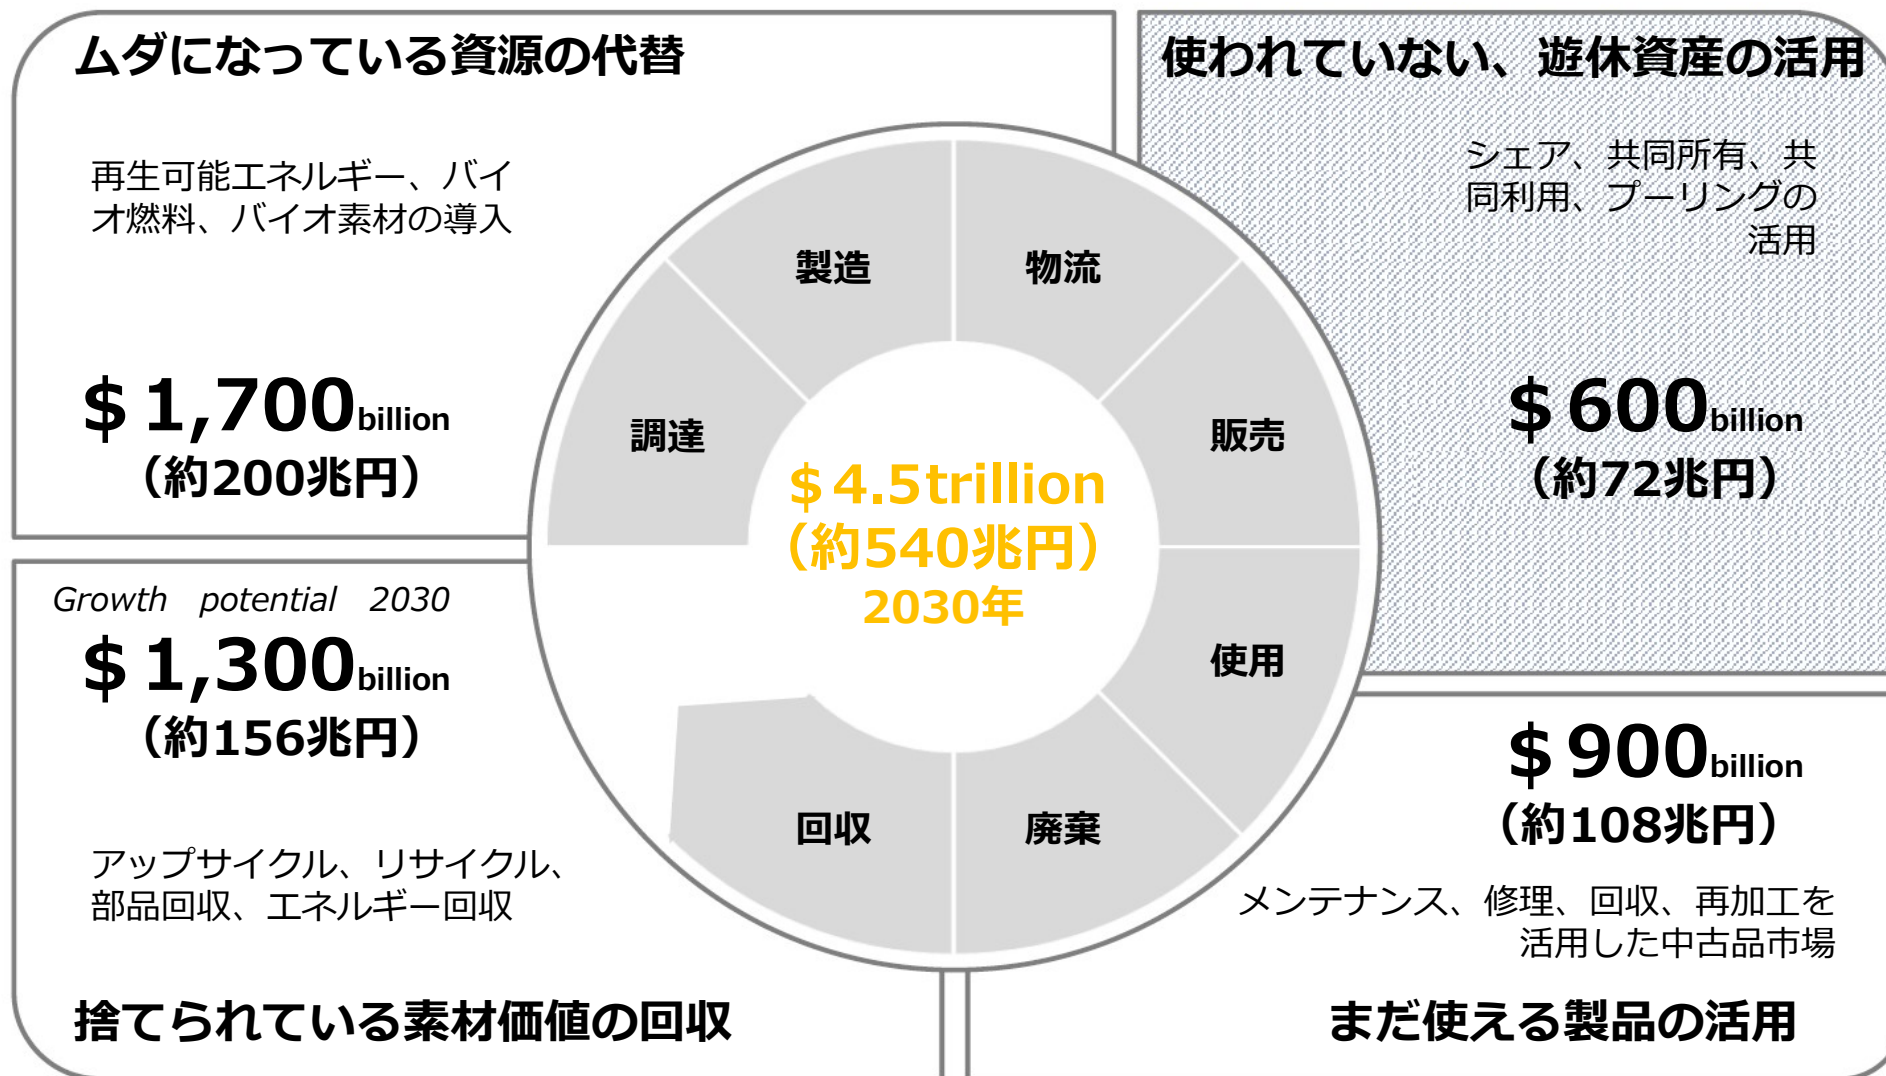 ムダになっている資源の代替
再生可能エネルギー、バイ
オ燃料、バイオ素材の導入
$ 1,700 billion
（約200兆円）
使われていない、遊休資産の活用
シェア、共同所有、共
同利用、プーリングの
活用
$ 600 billion
（約72兆円）
製造
物流
調達
販売
$ 4.5trillion
（約540兆円）
2030年
使用
回収
廃棄
Growth potential 2030
$ 1,300 billion
（約156兆円）
アップサイクル、リサイクル、
部品回収、エネルギー回収
捨てられている素材価値の回収
$ 900 billion
（約108兆円）
メンテナンス、修理、回収、再加工を
活用した中古品市場
まだ使える製品の活用